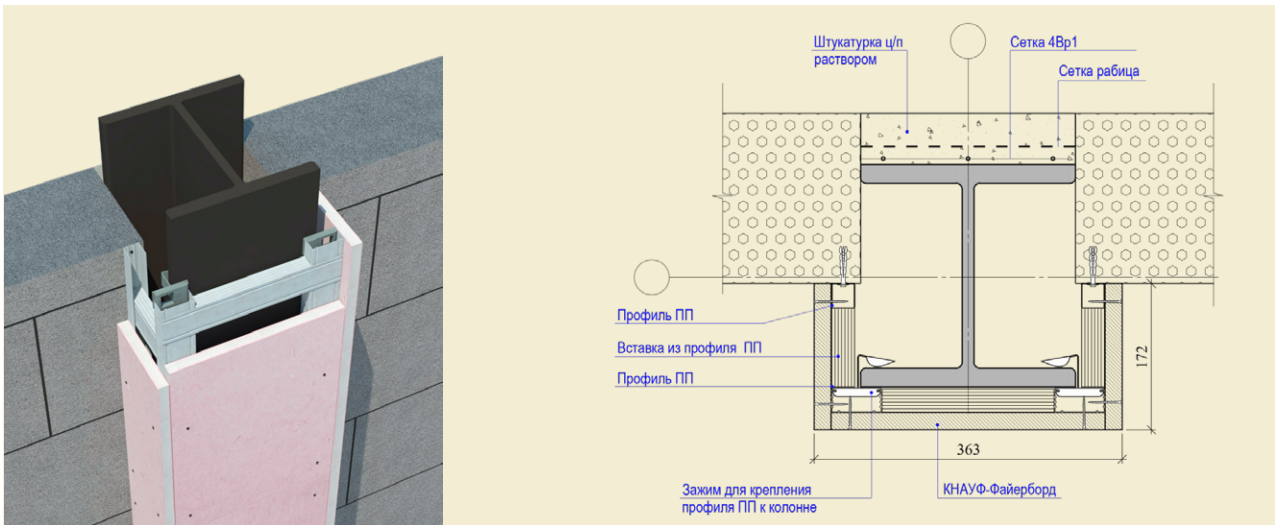 Штукатурка ц/п
раствором
Сетка 4Вр1
Сетка рабица
Профиль ПП
Вставка из профиля ПП
Профиль ПП
172
363
Зажим для крепления
профиля ПП к колонне
КНАУФ-Файерборд